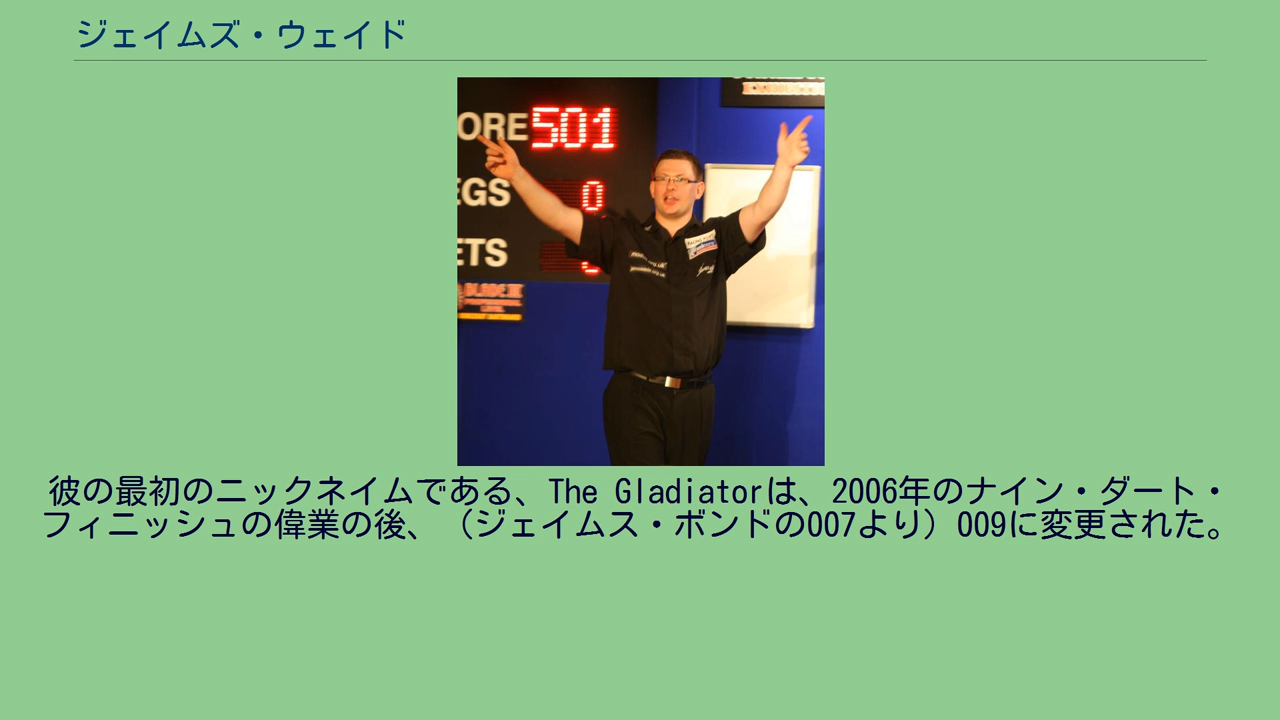 ジェイムズ・ウェイド
ORE 501
EGS 0
ETS
彼の最初のニックネイムである、The Gladiatorは、2006年のナイン・ダート・
フィニッシュの偉業の後、（ジェイムス・ボンドの007より）009に変更された。